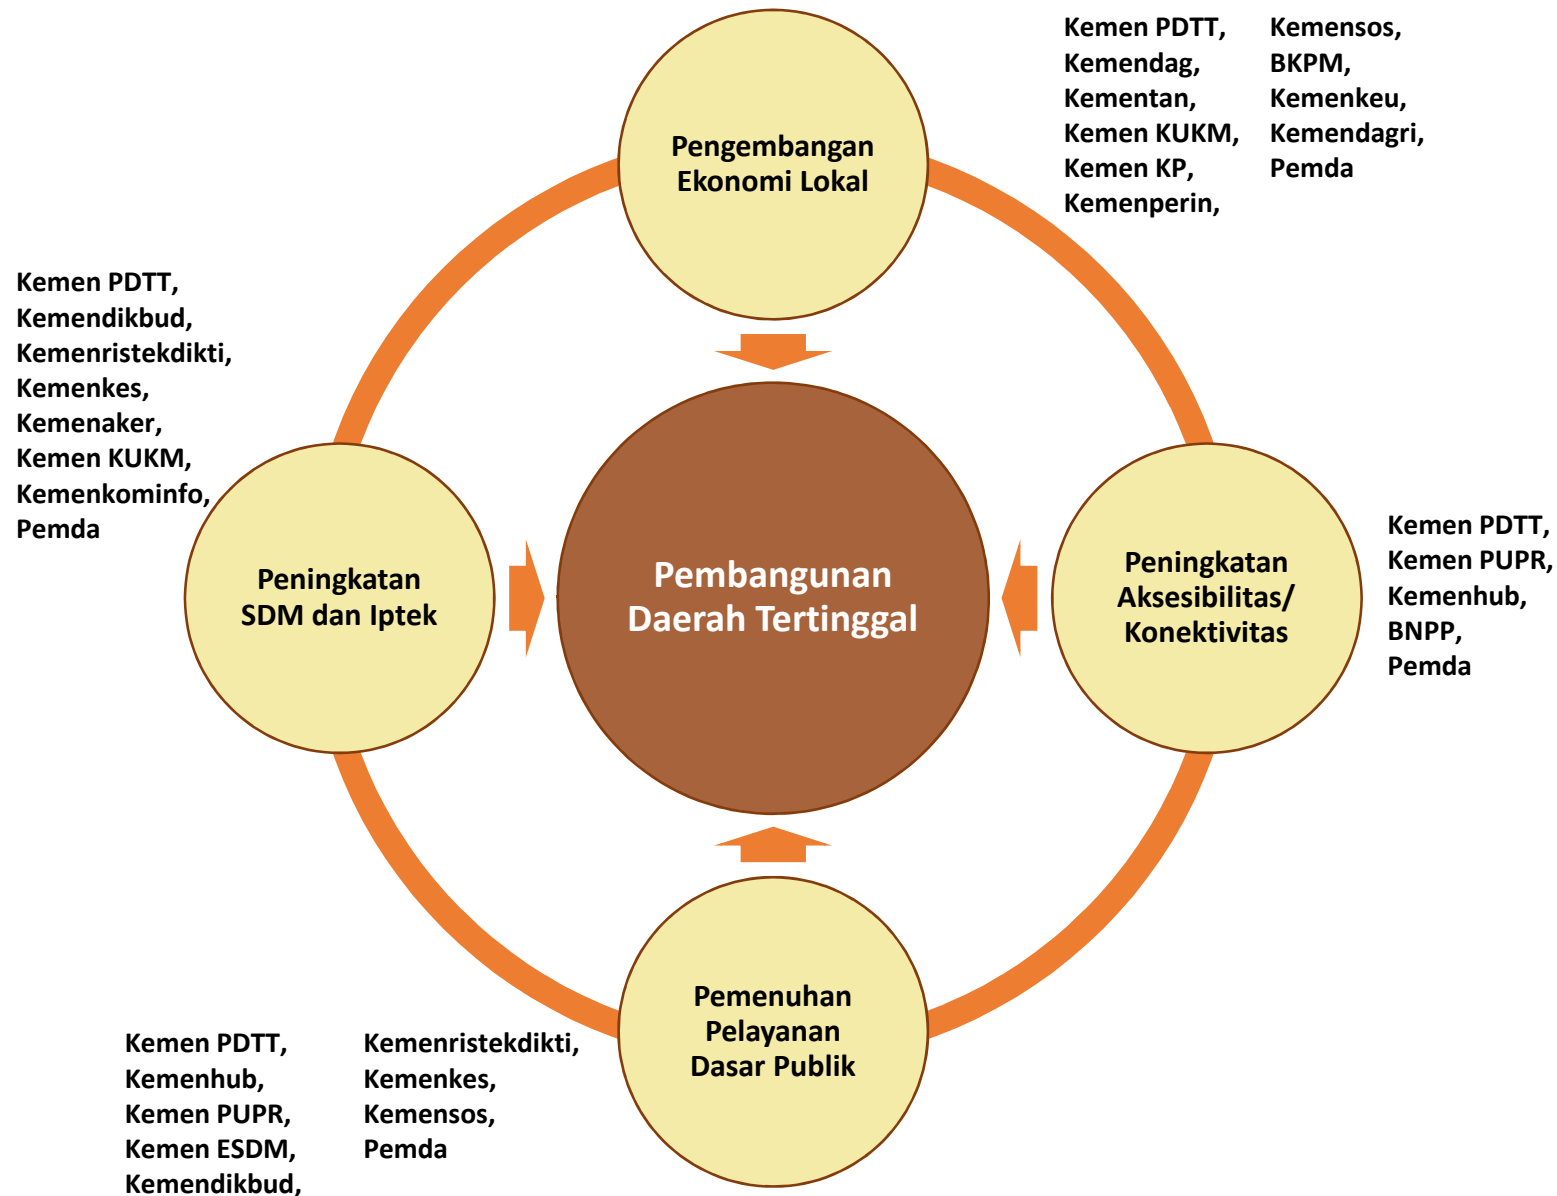 Pengembangan
Ekonomi Lokal
Kemen PDTT,
Kemendag,
Kementan,
Kemen KUKM,
Kemen KP,
Kemenperin,
Kemensos,
BKPM,
Kemenkeu,
Kemendagri,
Pemda
Kemen PDTT,
Kemendikbud,
Kemenristekdikti,
Kemenkes,
Kemenaker,
Kemen KUKM,
Kemenkominfo,
Pemda
Peningkatan
SDM dan Iptek
Pembangunan
Daerah Tertinggal
Peningkatan
Aksesibilitas/
Konektivitas
Kemen PDTT,
Kemen PUPR,
Kemenhub,
BNPP,
Pemda
Pemenuhan
Pelayanan
Dasar Publik
Kemen PDTT,
Kemenhub,
Kemen PUPR,
Kemen ESDM,
Kemendikbud,
Kemenristekdikti,
Kemenkes,
Kemensos,
Pemda